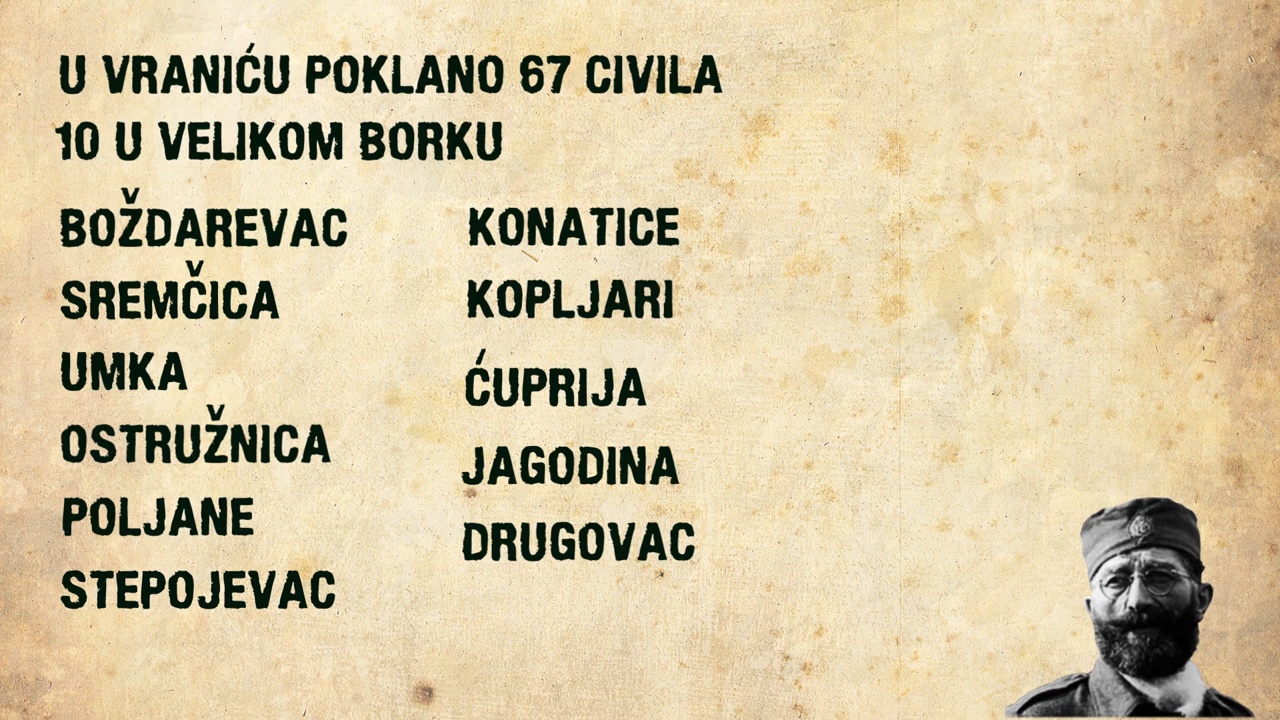 U VRANIĆU POKLANO 67 CIVILA
10 U VELIKOM BORKU
BOŽDAREVAC
SREMČICA
UMKA
OSTRUŽNICA
POLJANE
STEPOJEVAC
KONATICE
KOPLJARI
ĆUPRIJA
JAGODINA
DRUGOVAC